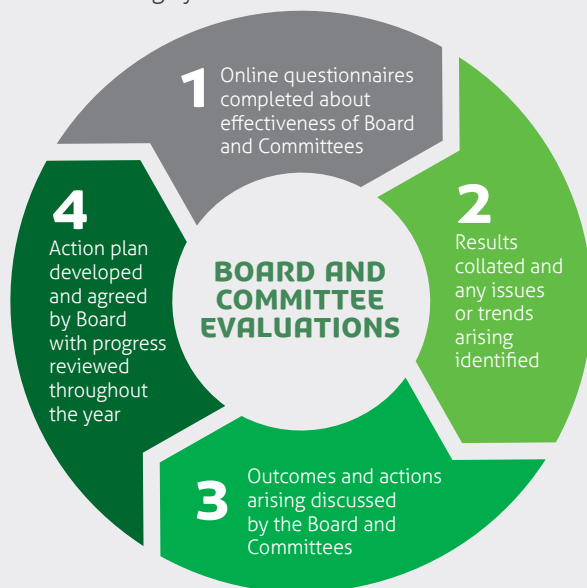 1
Online questionnaires
completed about
effectiveness of Board
and Committees
2
Results
collated and
any issues
or trends
arising
identified
3
Outcomes and actions
arising discussed
by the Board and
Committees
4
Action plan
developed
and agreed
by Board
with progress
reviewed
throughout
the year
BOARD AND
COMMITTEE
EVALUATIONS